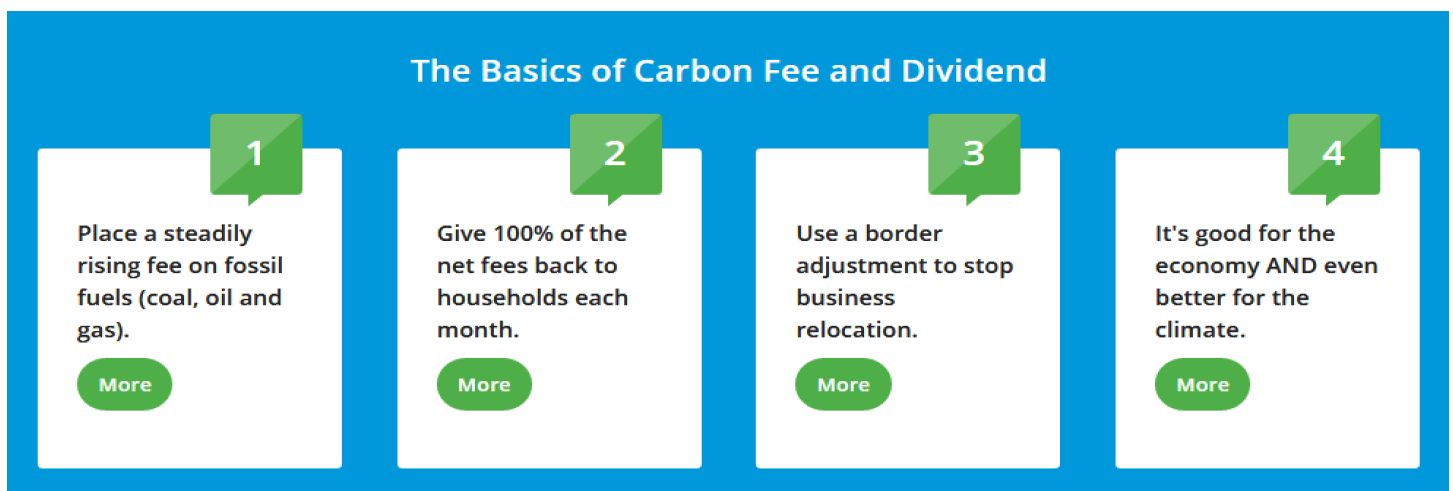 The Basics of Carbon Fee and Dividend
1
Place a steadily
rising fee on fossil
fuels (coal, oil and
gas).
More
2
Give 100% of the
net fees back to
households each
month.
More
3
Use a border
adjustment to stop
business
relocation.
More
4
It's good for the
economy AND even
better for the
climate.
More